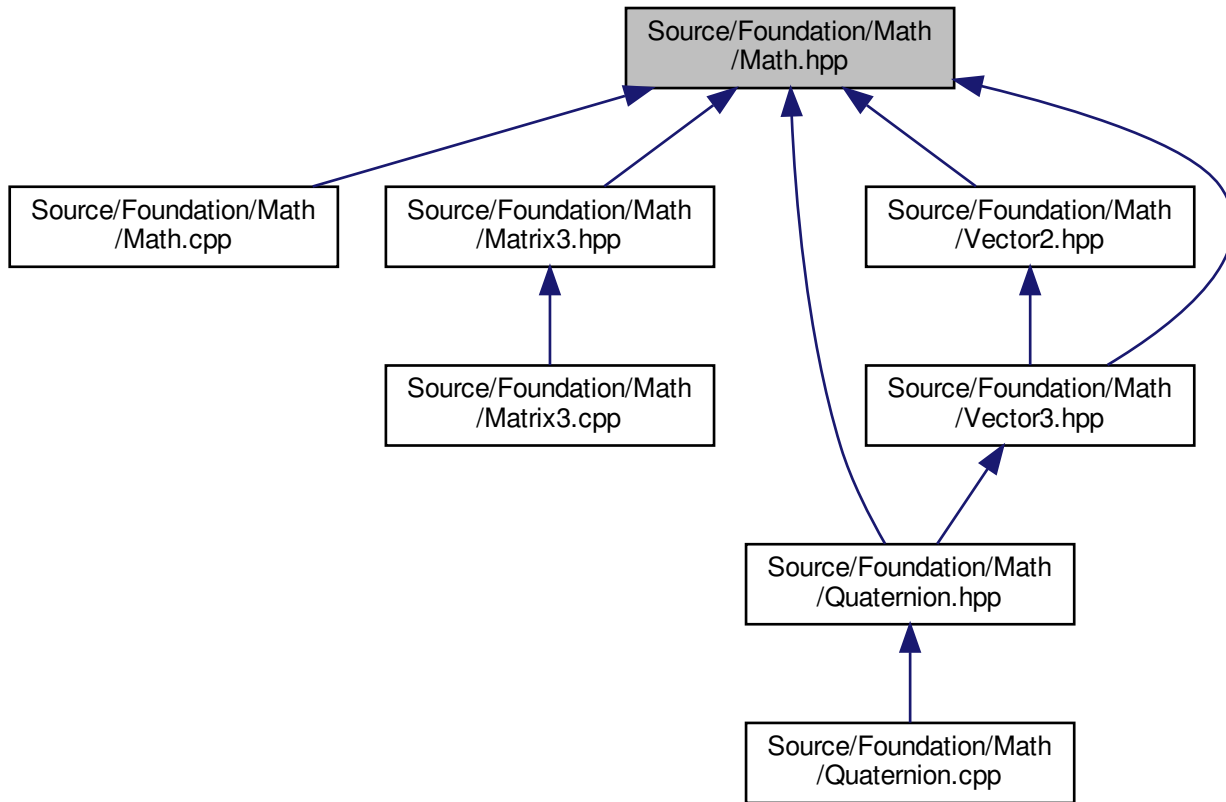 Source/Foundation/Math
/Math.hpp
Source/Foundation/Math
/Math.cpp
Source/Foundation/Math
/Matrix3.hpp
Source/Foundation/Math
/Vector2.hpp
Source/Foundation/Math
/Matrix3.cpp
Source/Foundation/Math
/Vector3.hpp
Source/Foundation/Math
/Quaternion.hpp
Source/Foundation/Math
/Quaternion.cpp